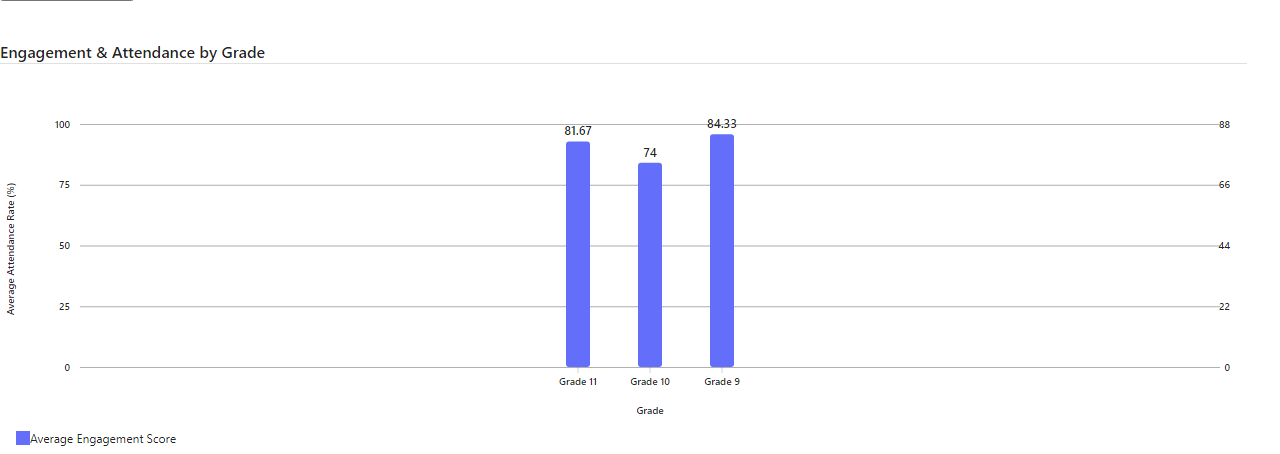 Engagement & Attendance by Grade
Average Attendance Rate (%)
100
75
50
25
0
81.67
74
84.33
88
66
44
22
0
Grade 11
Grade 10
Grade 9
Grade
Average Engagement Score